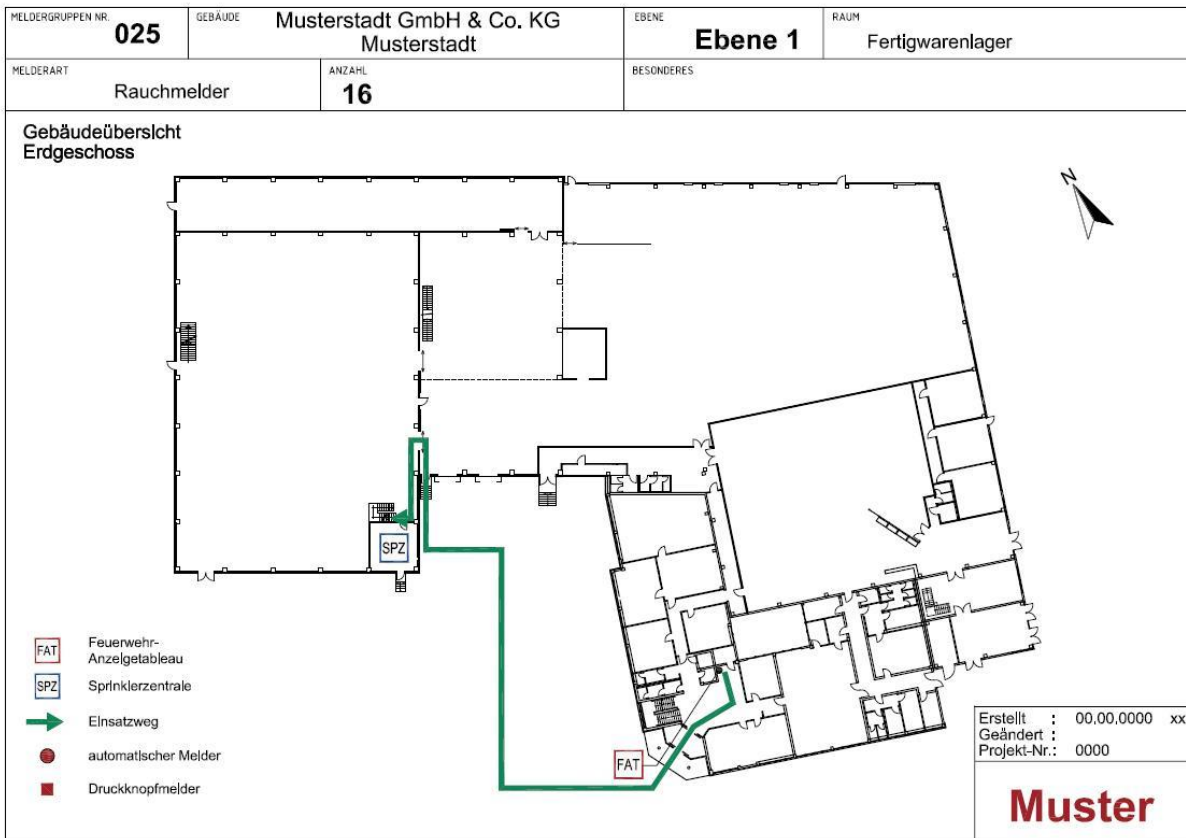 MELDERGRUPPEN NR.
025
GEBÄUDE
Musterstadt GmbH & Co. KG
Musterstadt
EBENE
Ebene 1
RAUM
Fertigwarenlager
MELDERART
Rauchmelder
ANZAHL
16
BESONDERES
Gebäudeübersicht
Erdgeschoss
N
SPZ
FAT
FAT
Feuerwehr-
Anzeigetableau
SPZ
Sprinklerzentrale
Einsatzweg
automatischer Melder
Druckknopfmelder
Erstellt : 00,00,0000 xx
Geändert :
Projekt-Nr.: 0000
Muster